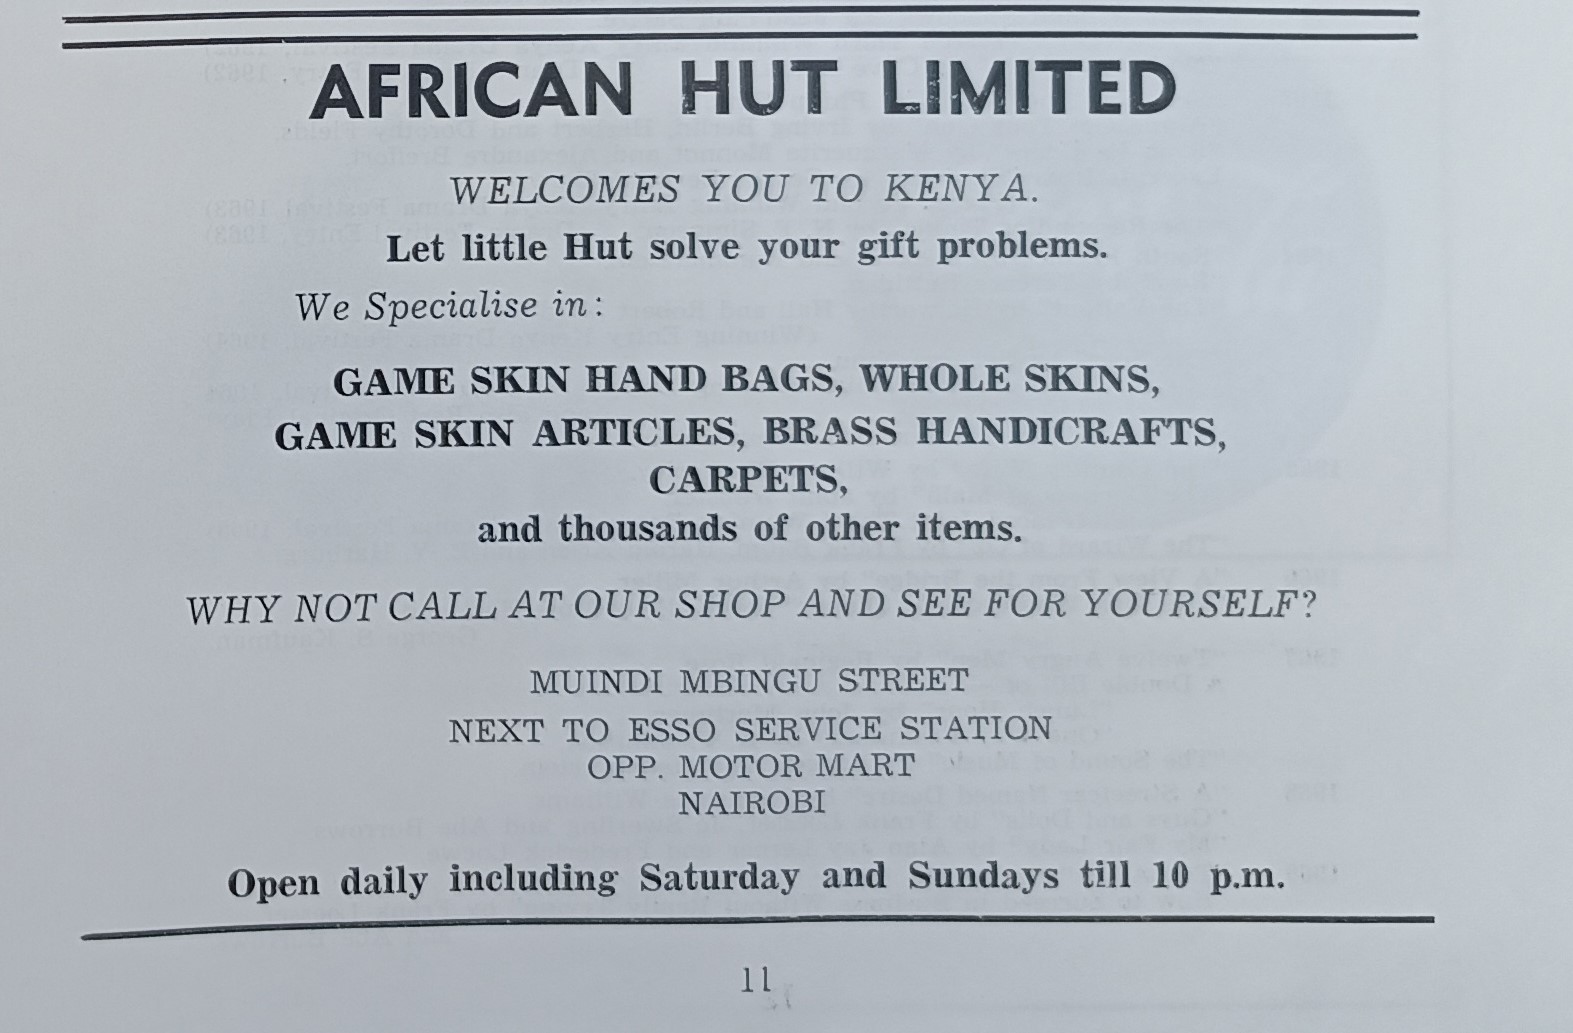 AFRICAN HUT LIMITED
WELCOMES YOU TO KENYA.
Let little Hut solve your gift problems.
We Specialise in :
GAME SKIN HAND BAGS, WHOLE SKINS,
GAME SKIN ARTICLES, BRASS HANDICRAFTS,
CARPETS,
and thousands of other items.
WHY NOT CALL AT OUR SHOP AND SEE FOR YOURSELF?
MUINDI MBINGU STREET
NEXT TO ESSO SERVICE STATION
OPP. MOTOR MART
NAIROBI
Open daily including Saturday and Sundays till 10 p.m.
11